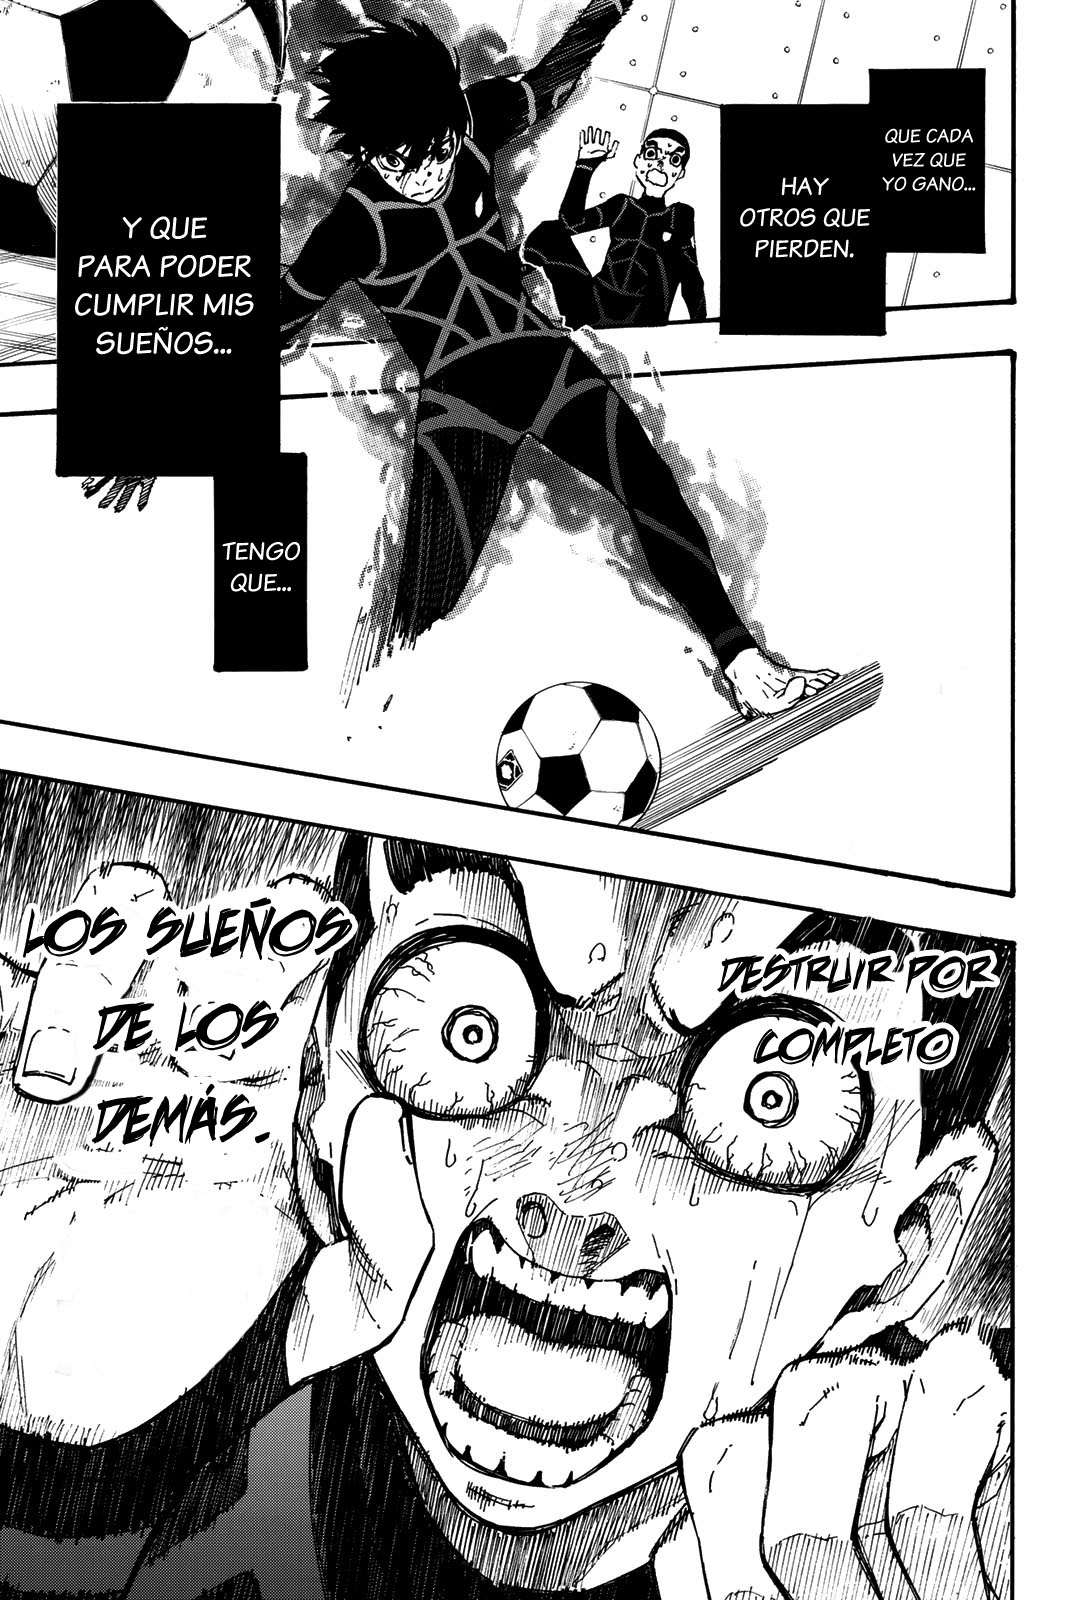 QUE CADA
VEZ QUE
YO GANO...
HAY
OTROS QUE
PIERDEN.
Y QUE
PARA PODER
CUMPLIR MIS
SUEÑOS...
TENGO
QUE...
DESTRUIR POR
COMPLETO
LOS SUEÑOS
DE LOS
DEMÁS.